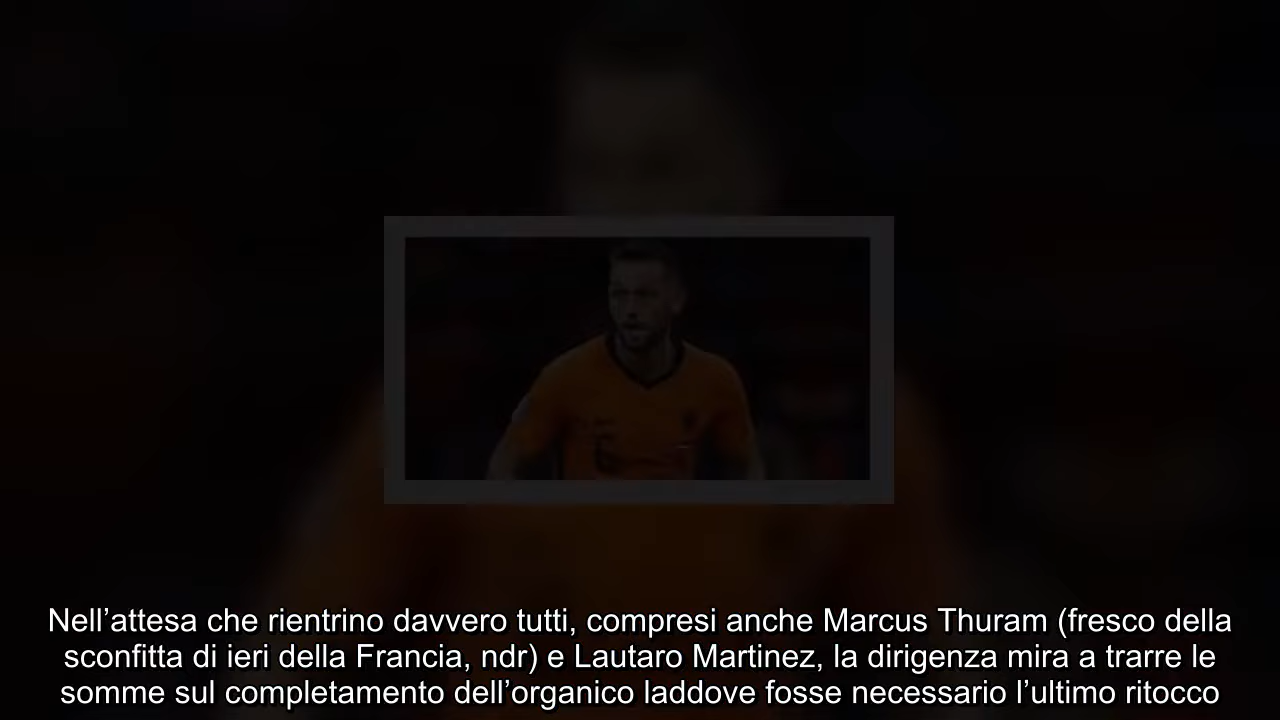 Nell’attesa che rientrino davvero tutti, compresi anche Marcus Thuram (fresco della
sconfitta di ieri della Francia, ndr) e Lautaro Martinez, la dirigenza mira a trarre le
somme sul completamento dell’organico laddove fosse necessario l’ultimo ritocco
6